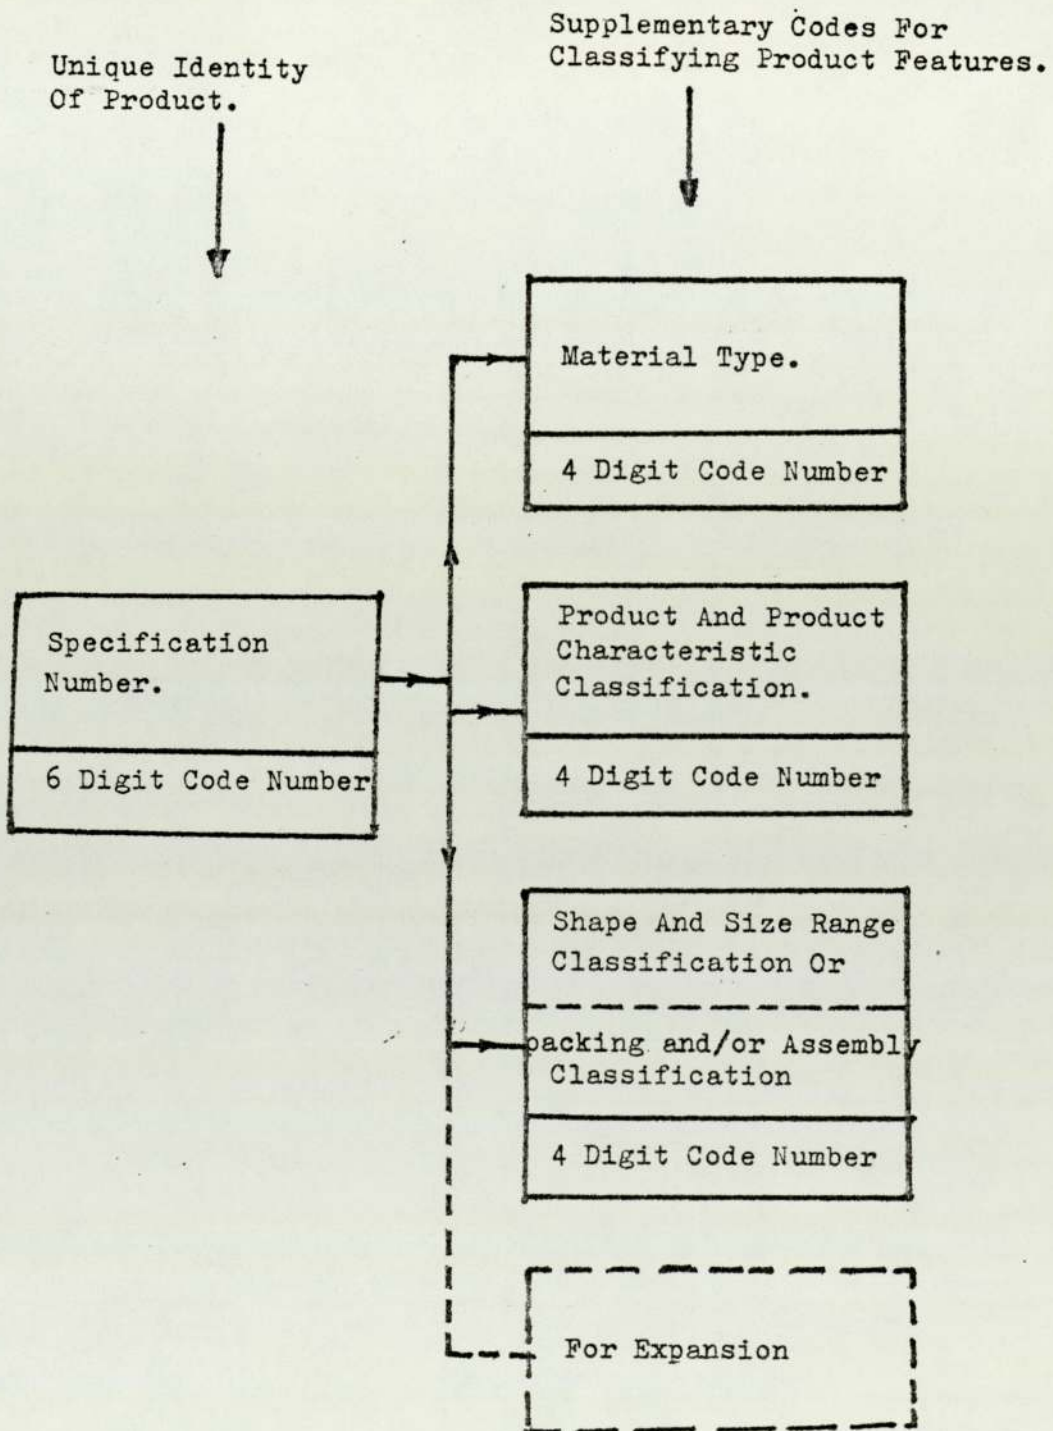 Unique Identity
Of Product.
Supplementary Codes For
Classifying Product Features.
Material Type.
4 Digit Code Number
Specification
Number.
6 Digit Code Number
Product And Product
Characteristic
Classification.
4 Digit Code Number
Shape And Size Range
Classification Or
packing and/or Assembly
Classification
4 Digit Code Number
For Expansion